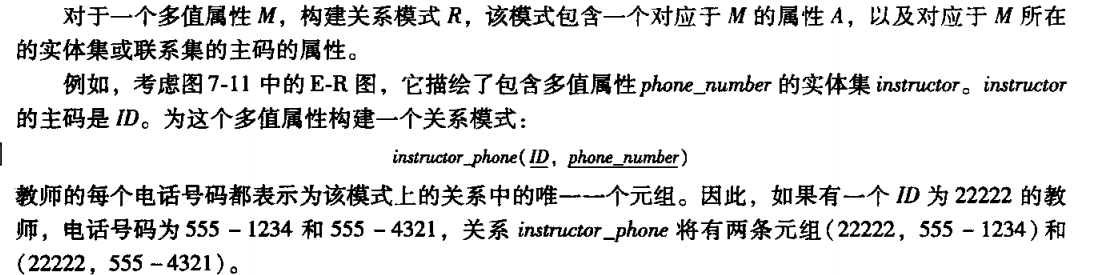 对于一个多值属性 M，构建关系模式 R，该模式包含一个对应于 M 的属性 A，以及对应于 M 所在
的实体集或联系集的主码的属性。
例如，考虑图 7-11 中的 E-R 图，它描绘了包含多值属性 phone_number 的实体集 instructor。instructor
的主码是 ID。为这个多值属性构建一个关系模式：
instructor_phone(ID，phone_number)
教师的每个电话号码都表示为该模式上的关系中的唯一一个元组。因此，如果有一个 ID 为 22222 的教
师，电话号码为 555－1234 和 555－4321，关系 instructor_phone 将有两条元组(22222，555－1234)和
(22222，555－4321)。